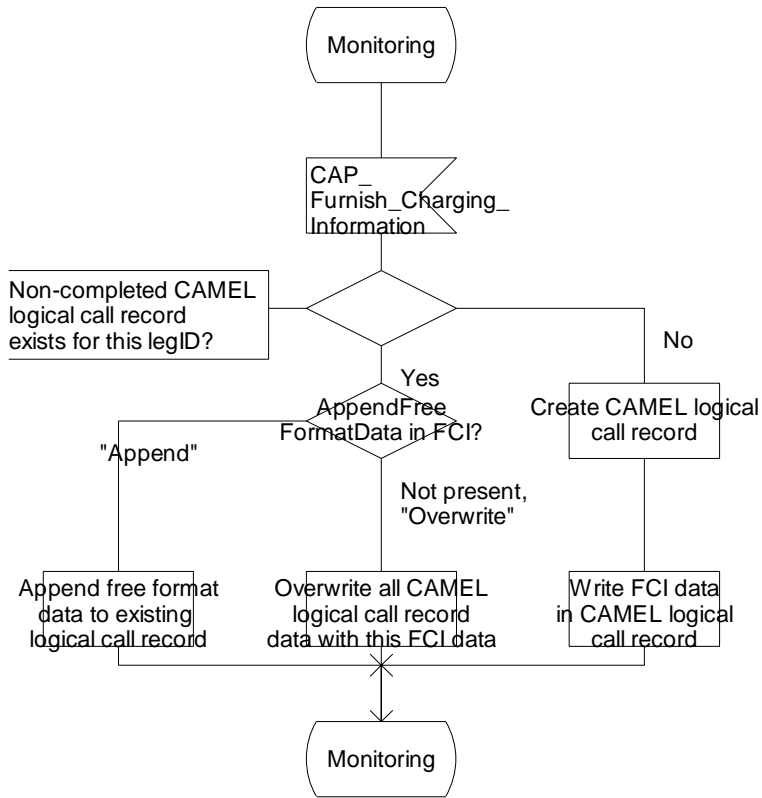 Monitoring
CAP_
Furnish_Charging_
Information
Non-completed CAMEL
logical call record
exists for this legID?
No
Yes
AppendFree
FormatData in FCI?
Create CAMEL logical
call record
"Append"
Not present,
"Overwrite"
Append free format
data to existing
logical call record
Overwrite all CAMEL
logical call record
data with this FCI data
Write FCI data
in CAMEL logical
call record
Monitoring